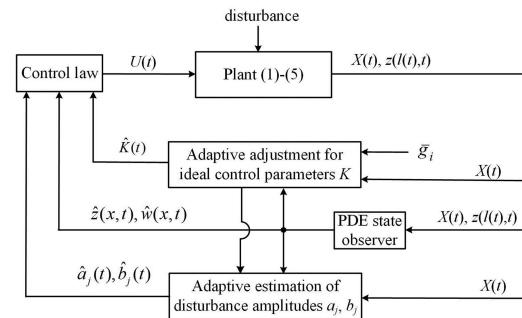 disturbance
Control law
U(t)
Plant (1)-(5)
X(t), z(l(t),t)
K̂(t)
Adaptive adjustment for
ideal control parameters K
ḡ_i
X(t)
ẑ(x,t), ŵ(x,t)
PDE state
observer
X(t), z(l(t),t)
â_j(t), b̂_j(t)
Adaptive estimation of
disturbance amplitudes a_j, b_j
X(t)